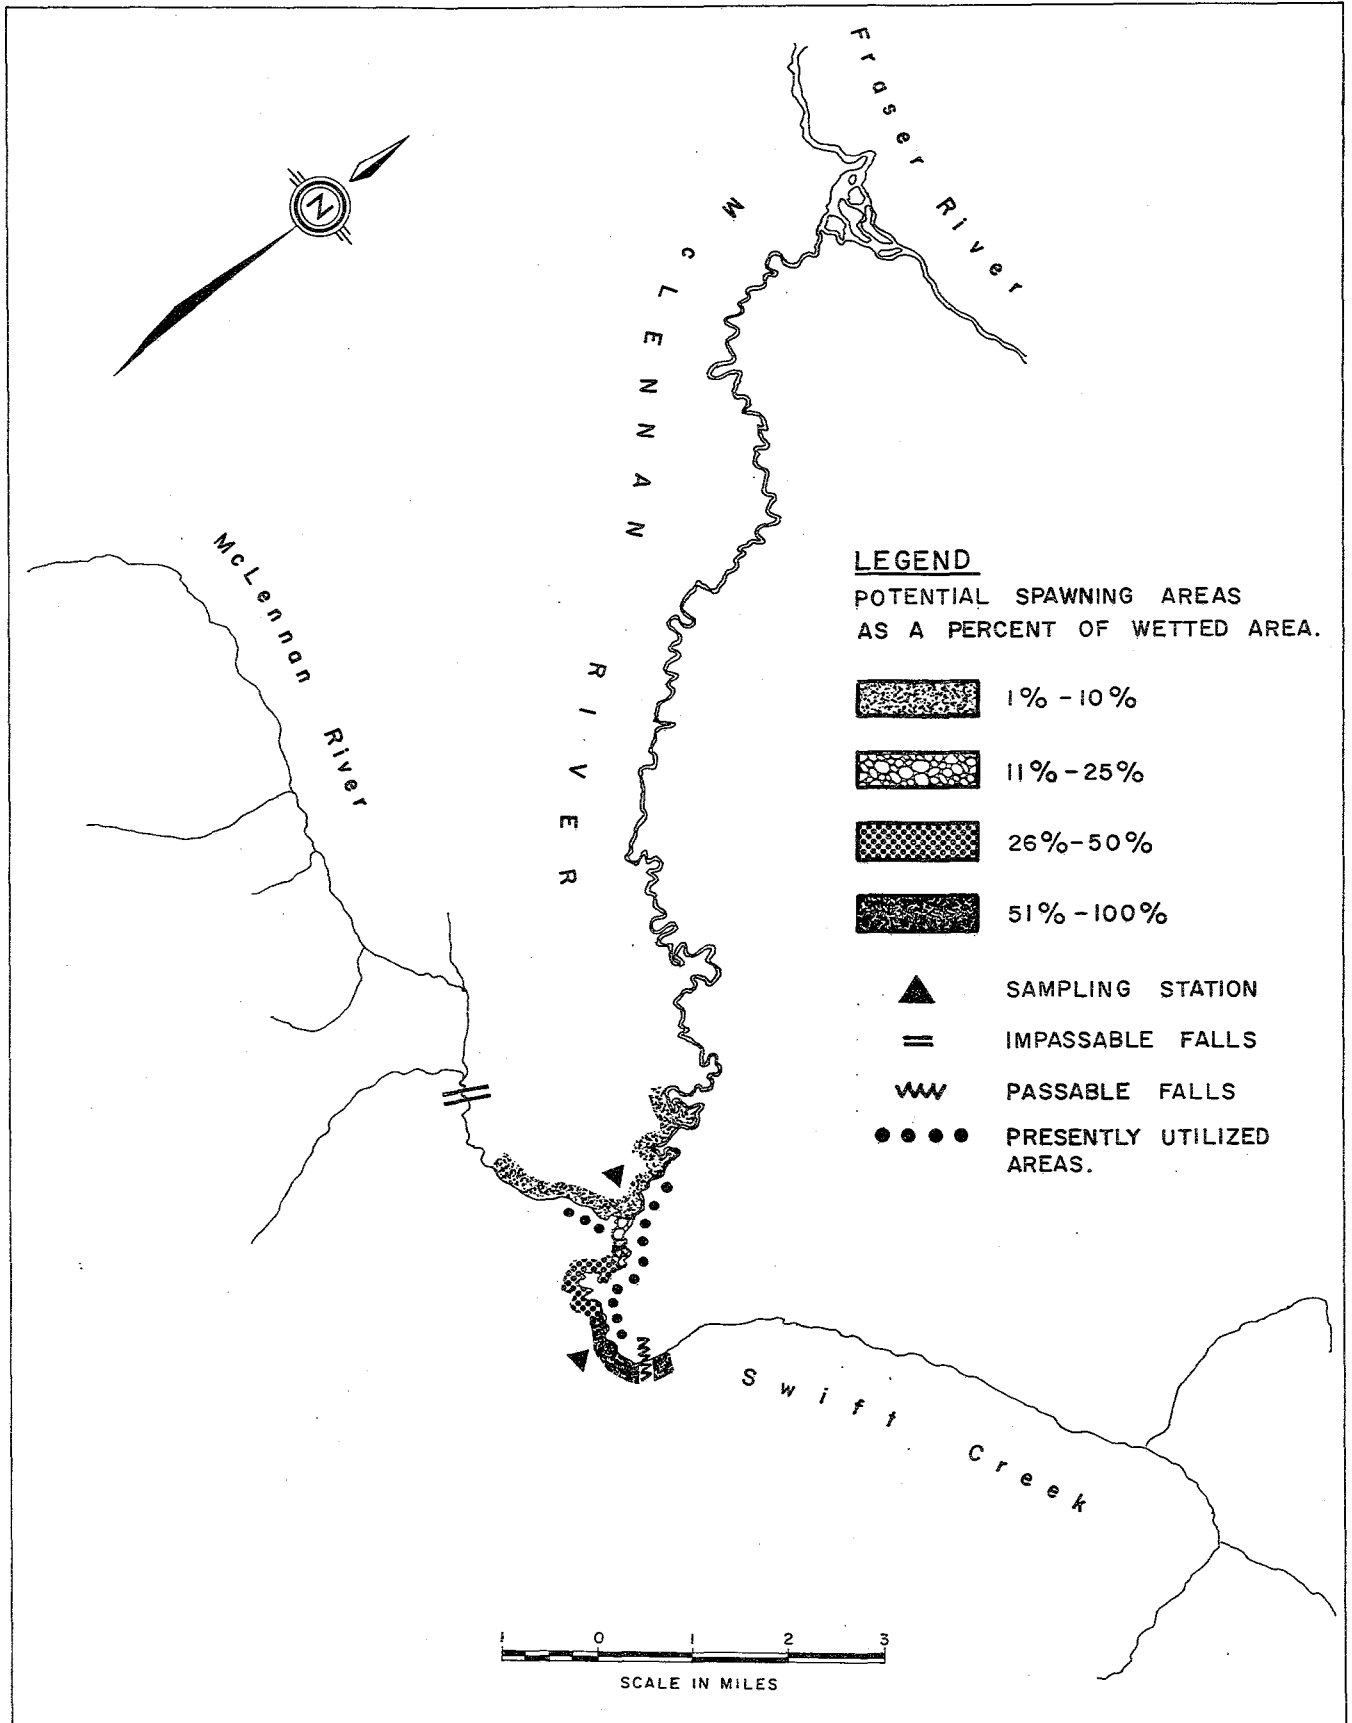 Fraser River
N
McLENNAN RIVER
McLennan River
LEGEND
POTENTIAL SPAWNING AREAS
AS A PERCENT OF WETTED AREA.
1% - 10%
11% - 25%
26% - 50%
51% - 100%
SAMPLING STATION
IMPASSABLE FALLS
PASSABLE FALLS
PRESENTLY UTILIZED
AREAS.
Swift Creek
1 0 1 2 3
SCALE IN MILES